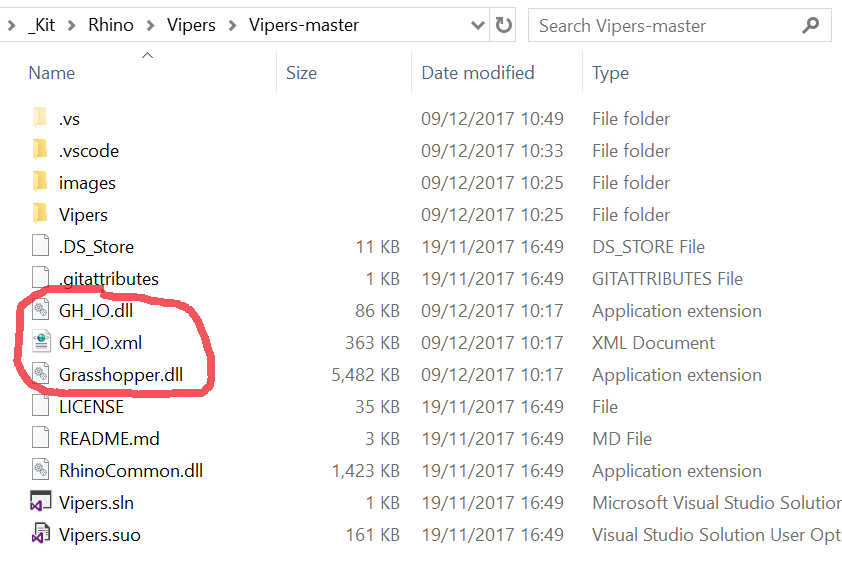 _Kit Rhino Vipers Vipers-master Search Vipers-master
Name Size Date modified Type
.vs 09/12/2017 10:49 File folder
.vscode 09/12/2017 10:33 File folder
images 09/12/2017 10:25 File folder
Vipers 09/12/2017 10:25 File folder
.DS_Store 11 KB 19/11/2017 16:49 DS_STORE File
.gitattributes 1 KB 19/11/2017 16:49 GITATTRIBUTES File
GH_IO.dll 86 KB 09/12/2017 10:17 Application extension
GH_IO.xml 363 KB 09/12/2017 10:17 XML Document
Grasshopper.dll 5,482 KB 09/12/2017 10:17 Application extension
LICENSE 35 KB 19/11/2017 16:49 File
README.md 3 KB 19/11/2017 16:49 MD File
RhinoCommon.dll 1,423 KB 19/11/2017 16:49 Application extension
Vipers.sln 1 KB 19/11/2017 16:49 Microsoft Visual Studio Solution
Vipers.suo 161 KB 19/11/2017 16:49 Visual Studio Solution User Opt